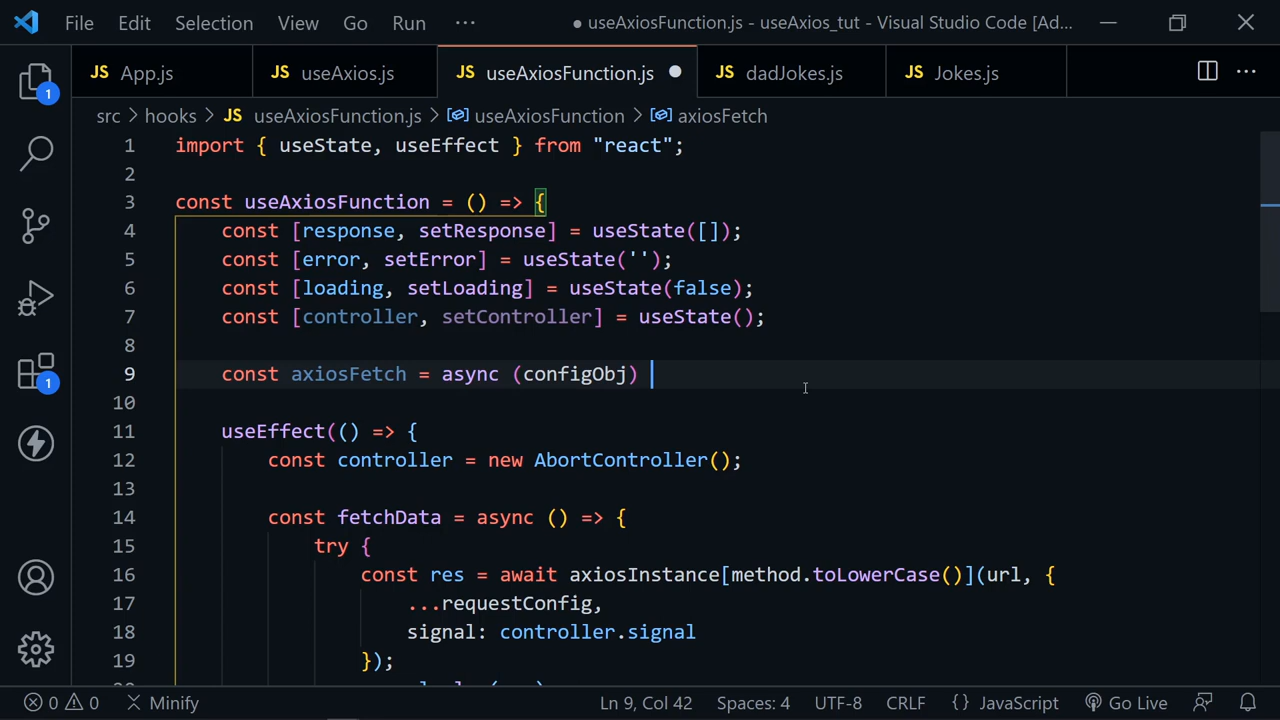 File Edit Selection View Go Run ··· ● useAxiosFunction.js - useAxios_tut - Visual Studio Code [Ad...
JS App.js JS useAxios.js JS useAxiosFunction.js JS dadJokes.js JS Jokes.js ···
src > hooks > JS useAxiosFunction.js > useAxiosFunction > axiosFetch
1 import { useState, useEffect } from "react";
2
3 const useAxiosFunction = () => {
4 const [response, setResponse] = useState([]);
5 const [error, setError] = useState('');
6 const [loading, setLoading] = useState(false);
7 const [controller, setController] = useState();
8
9 const axiosFetch = async (configObj)
10
11 useEffect(() => {
12 const controller = new AbortController();
13
14 const fetchData = async () => {
15 try {
16 const res = await axiosInstance[method.toLowerCase()](url, {
17 ...requestConfig,
18 signal: controller.signal
19 });
1
1
0 0 Minify Ln 9, Col 42 Spaces: 4 UTF-8 CRLF {} JavaScript Go Live